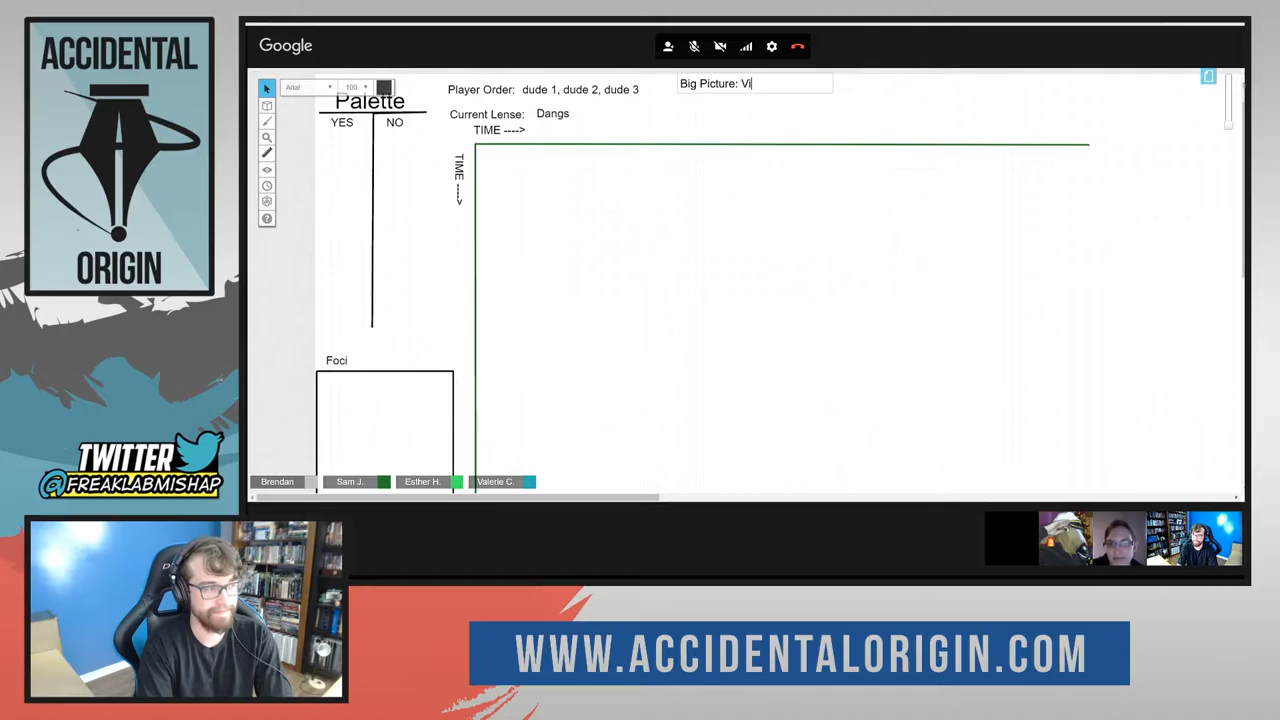 ACCIDENTAL
ORIGIN
TWITTER
@FREAKLABMISHAP
Google
Arial
100
Palette
YES
NO
Player Order: dude 1, dude 2, dude 3
Big Picture: Vi
Current Lense: Dangs
TIME ---->
TIME ---->
Foci
Brendan
Sam J.
Esther H.
Valerie C.
WWW.ACCIDENTALORIGIN.COM